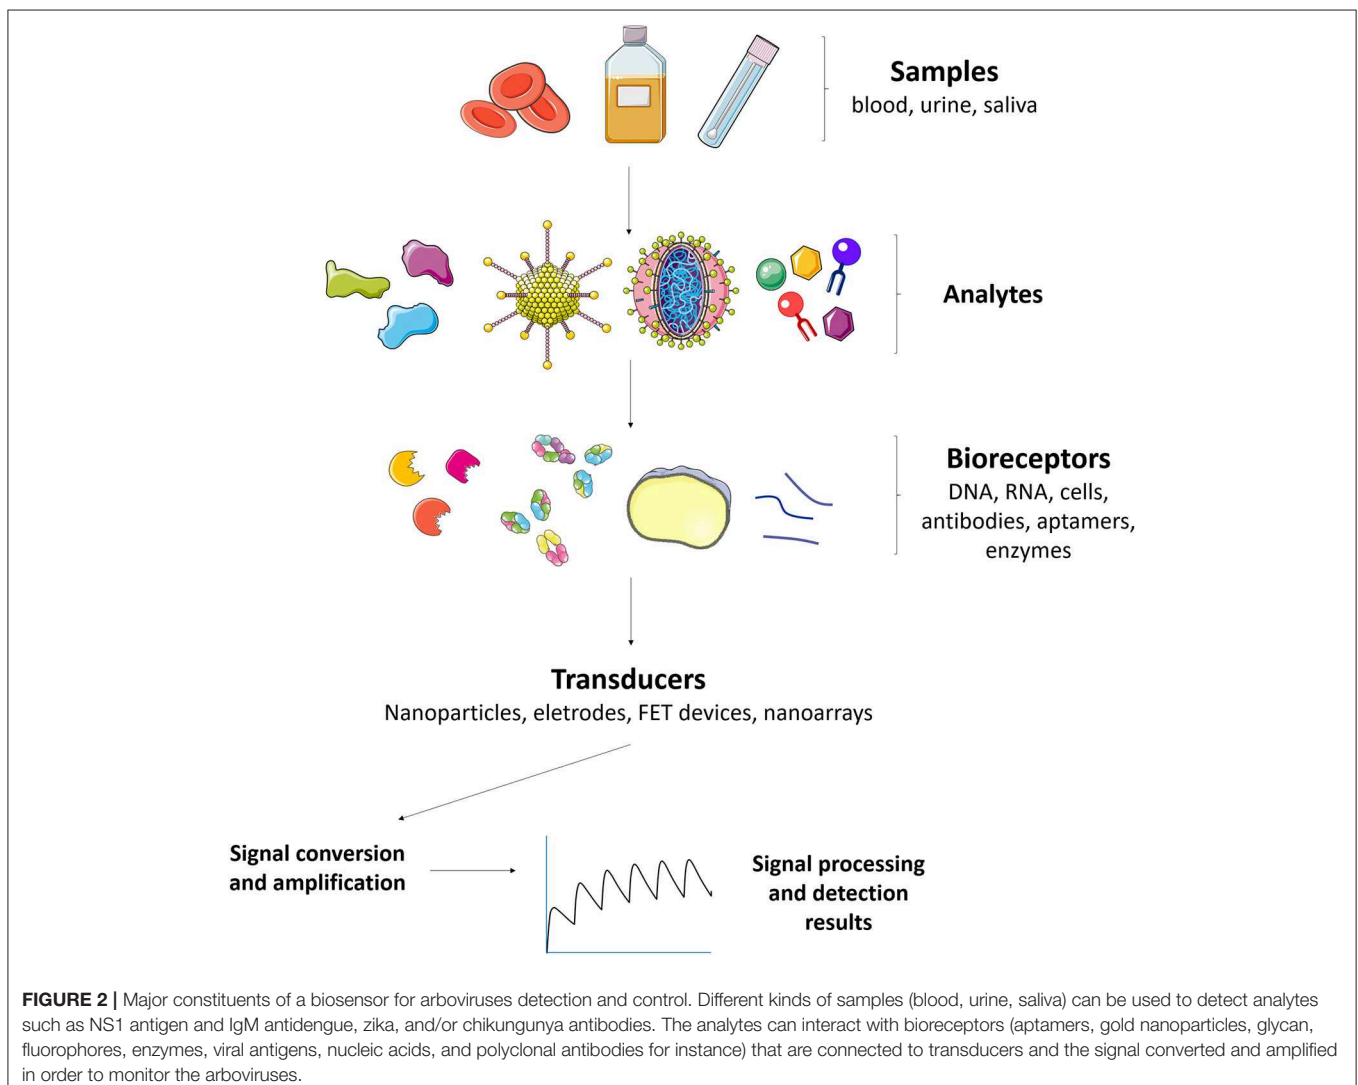 Samples
blood, urine, saliva
Analytes
Bioreceptors
DNA, RNA, cells,
antibodies, aptamers,
enzymes
Transducers
Nanoparticles, eletrodes, FET devices, nanoarrays
Signal conversion
and amplification
Signal processing
and detection
results
FIGURE 2 | Major constituents of a biosensor for arboviruses detection and control. Different kinds of samples (blood, urine, saliva) can be used to detect analytes
such as NS1 antigen and IgM antidengue, zika, and/or chikungunya antibodies. The analytes can interact with bioreceptors (aptamers, gold nanoparticles, glycan,
fluorophores, enzymes, viral antigens, nucleic acids, and polyclonal antibodies for instance) that are connected to transducers and the signal converted and amplified
in order to monitor the arboviruses.